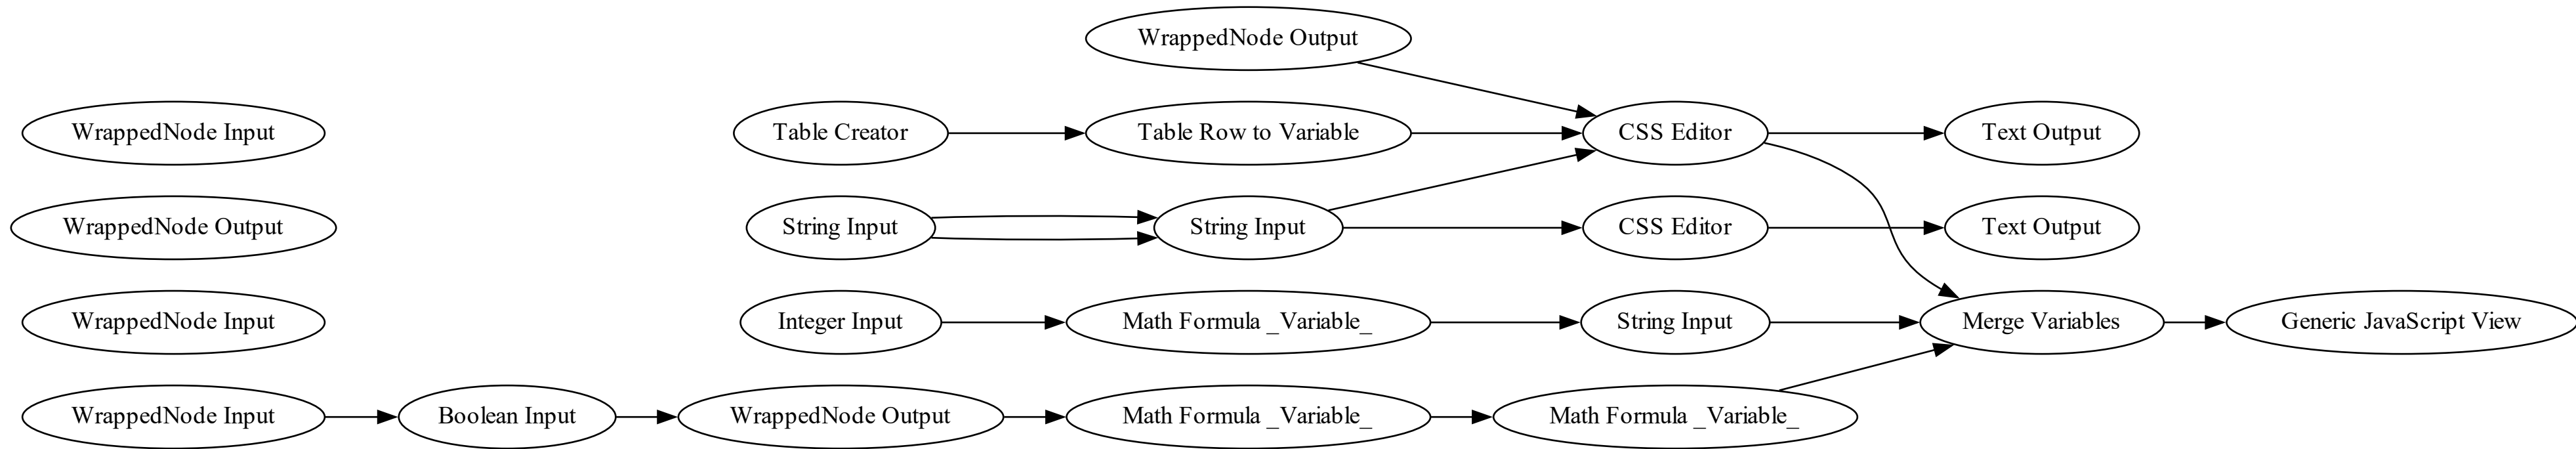 WrappedNode Output
WrappedNode Input
Table Creator
Table Row to Variable
CSS Editor
Text Output
WrappedNode Output
String Input
String Input
CSS Editor
Text Output
WrappedNode Input
Integer Input
Math Formula _Variable_
String Input
Merge Variables
Generic JavaScript View
WrappedNode Input
Boolean Input
WrappedNode Output
Math Formula _Variable_
Math Formula _Variable_